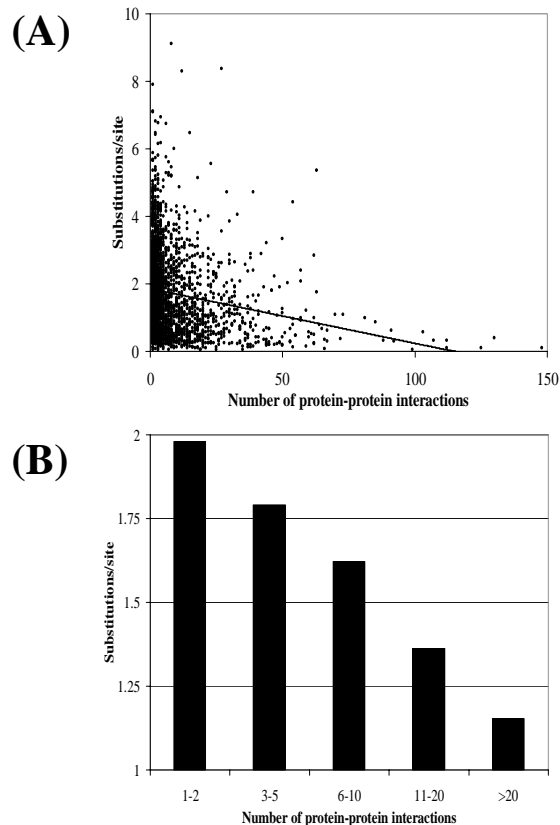 (A)
10
8
6
4
2
0
Substitutions/site
0 50 100 150
Number of protein-protein interactions
(B)
2
1.75
1.5
1.25
1
Substitutions/site
1-2 3-5 6-10 11-20 >20
Number of protein-protein interactions